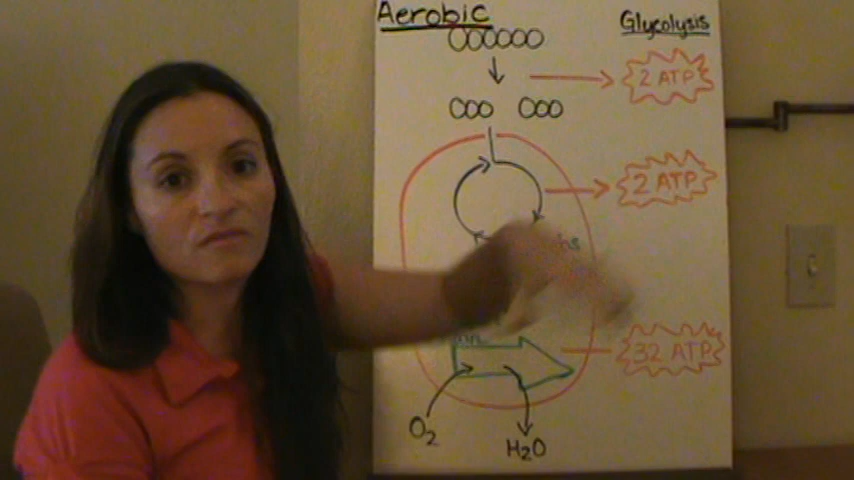 Aerobic
Glycolysis
2 ATP
2 ATP
32 ATP
O2
H2O